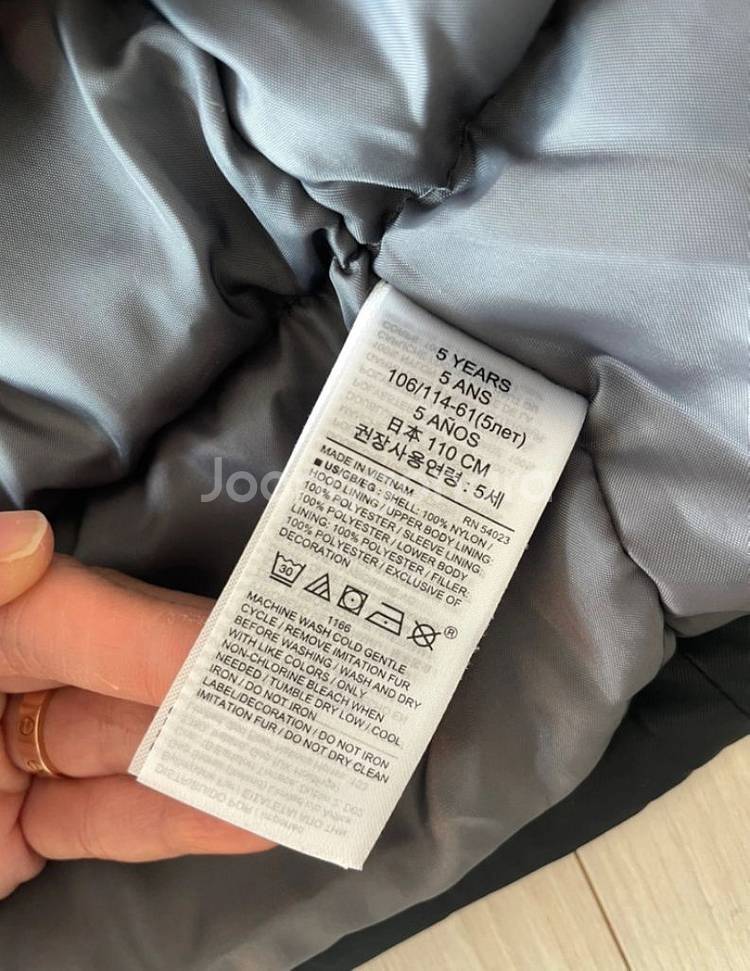 5 YEARS
5 ANS
106/114-61(5лет)
5 AÑOS
日本 110 CM
권장사용연령 : 5세
MADE IN VIETNAM
RN 54023
■ US/GB/EG : SHELL: 100% NYLON /
HOOD LINING / UPPER BODY LINING:
100% POLYESTER / SLEEVE LINING:
100% POLYESTER / LOWER BODY
LINING: 100% POLYESTER / FILLER:
100% POLYESTER / EXCLUSIVE OF
DECORATION
30
®
1166
MACHINE WASH COLD GENTLE
CYCLE / REMOVE IMITATION FUR
BEFORE WASHING / WASH AND DRY
WITH LIKE COLORS / ONLY
NON-CHLORINE BLEACH WHEN
NEEDED / TUMBLE DRY LOW / COOL
IRON / DO NOT IRON
LABEL/DECORATION / DO NOT IRON
IMITATION FUR / DO NOT DRY CLEAN